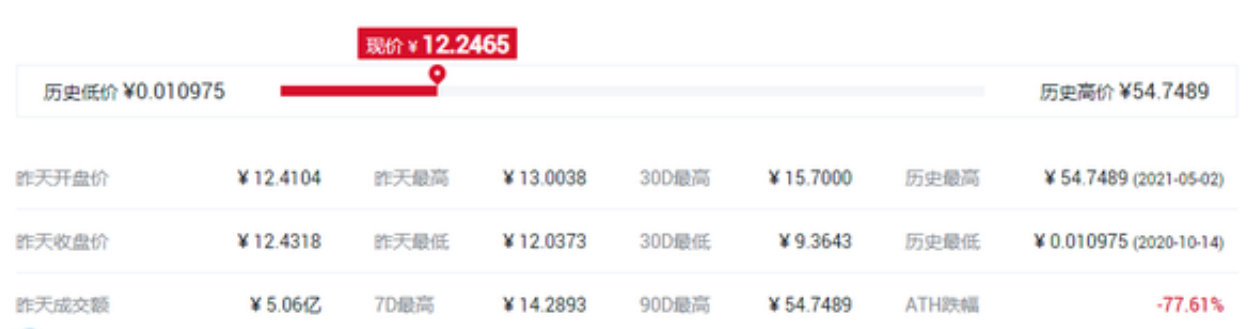 现价 ¥ 12.2465
历史低价 ¥0.010975 历史高价 ¥54.7489
昨天开盘价 ¥ 12.4104 昨天最高 ¥ 13.0038 30D最高 ¥ 15.7000 历史最高 ¥ 54.7489 (2021-05-02)
昨天收盘价 ¥ 12.4318 昨天最低 ¥ 12.0373 30D最低 ¥ 9.3643 历史最低 ¥ 0.010975 (2020-10-14)
昨天成交额 ¥ 5.06亿 7D最高 ¥ 14.2893 90D最高 ¥ 54.7489 ATH跌幅 -77.61%